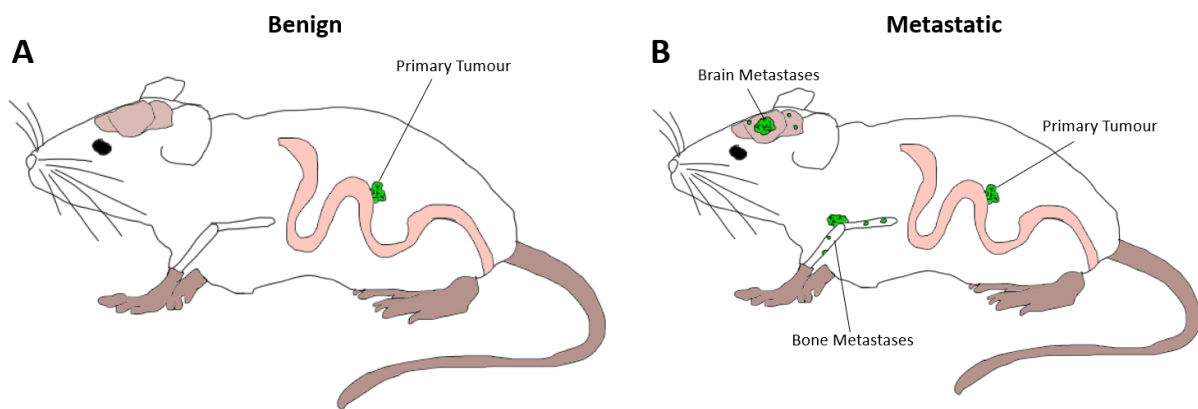 Benign
A
Primary Tumour
Metastatic
B
Brain Metastases
Primary Tumour
Bone Metastases